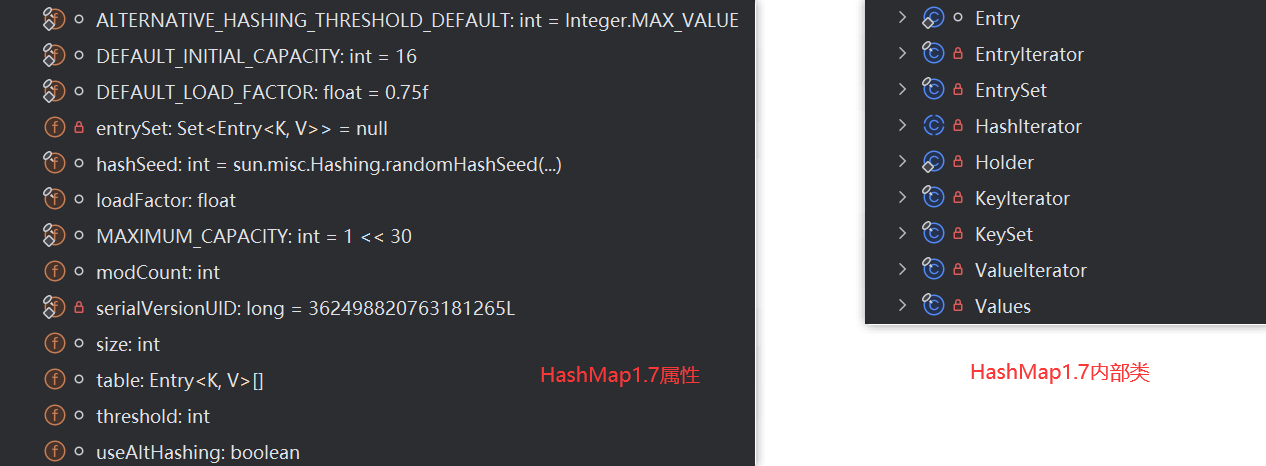 ALTERNATIVE_HASHING_THRESHOLD_DEFAULT: int = Integer.MAX_VALUE
DEFAULT_INITIAL_CAPACITY: int = 16
DEFAULT_LOAD_FACTOR: float = 0.75f
entrySet: Set<Entry<K, V>> = null
hashSeed: int = sun.misc.Hashing.randomHashSeed(...)
loadFactor: float
MAXIMUM_CAPACITY: int = 1 << 30
modCount: int
serialVersionUID: long = 362498820763181265L
size: int
table: Entry<K, V>[]
threshold: int
useAltHashing: boolean
HashMap1.7属性
Entry
EntryIterator
EntrySet
HashIterator
Holder
KeyIterator
KeySet
ValueIterator
Values
HashMap1.7内部类